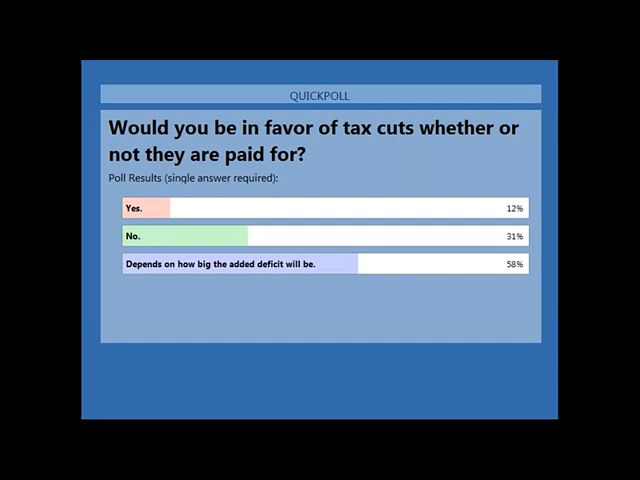 QUICKPOLL
Would you be in favor of tax cuts whether or
not they are paid for?
Poll Results (single answer required):
Yes. 12%
No. 31%
Depends on how big the added deficit will be. 58%